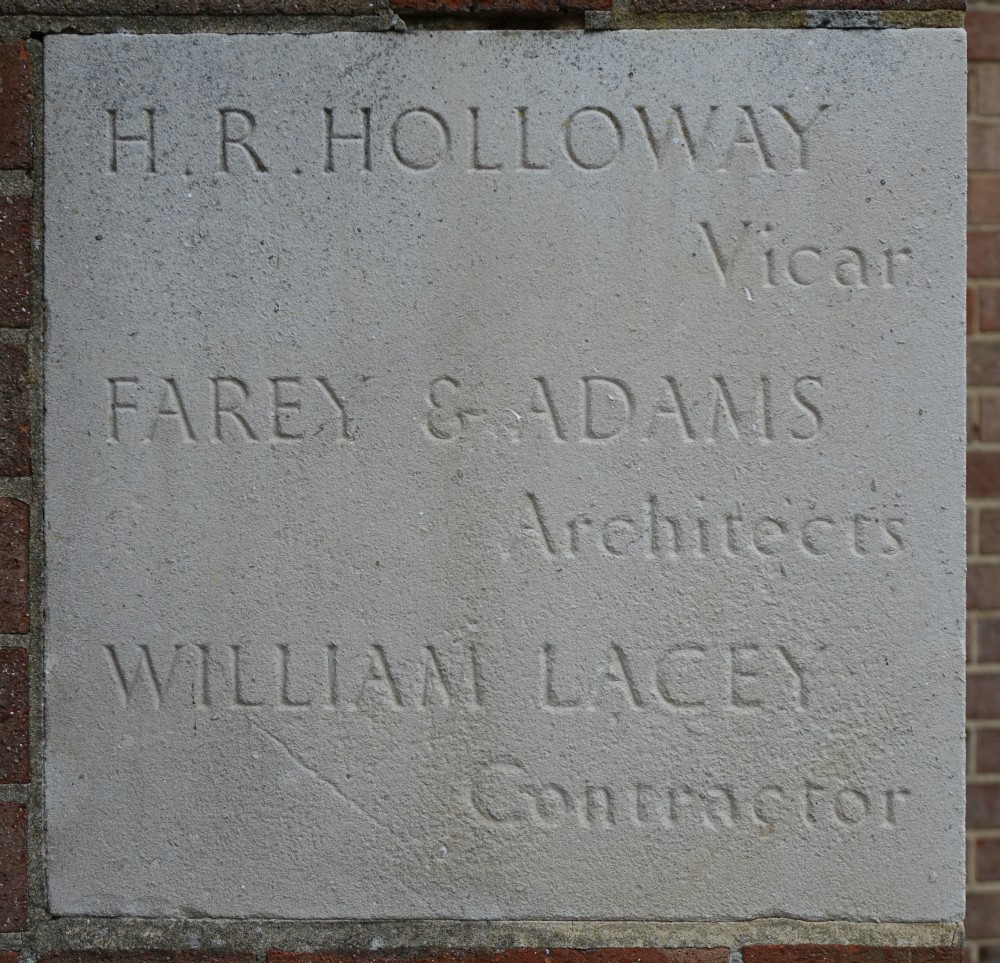 H. R. HOLLOWAY
Vicar
FAREY & ADAMS
Architects
WILLIAM LACEY
Contractor